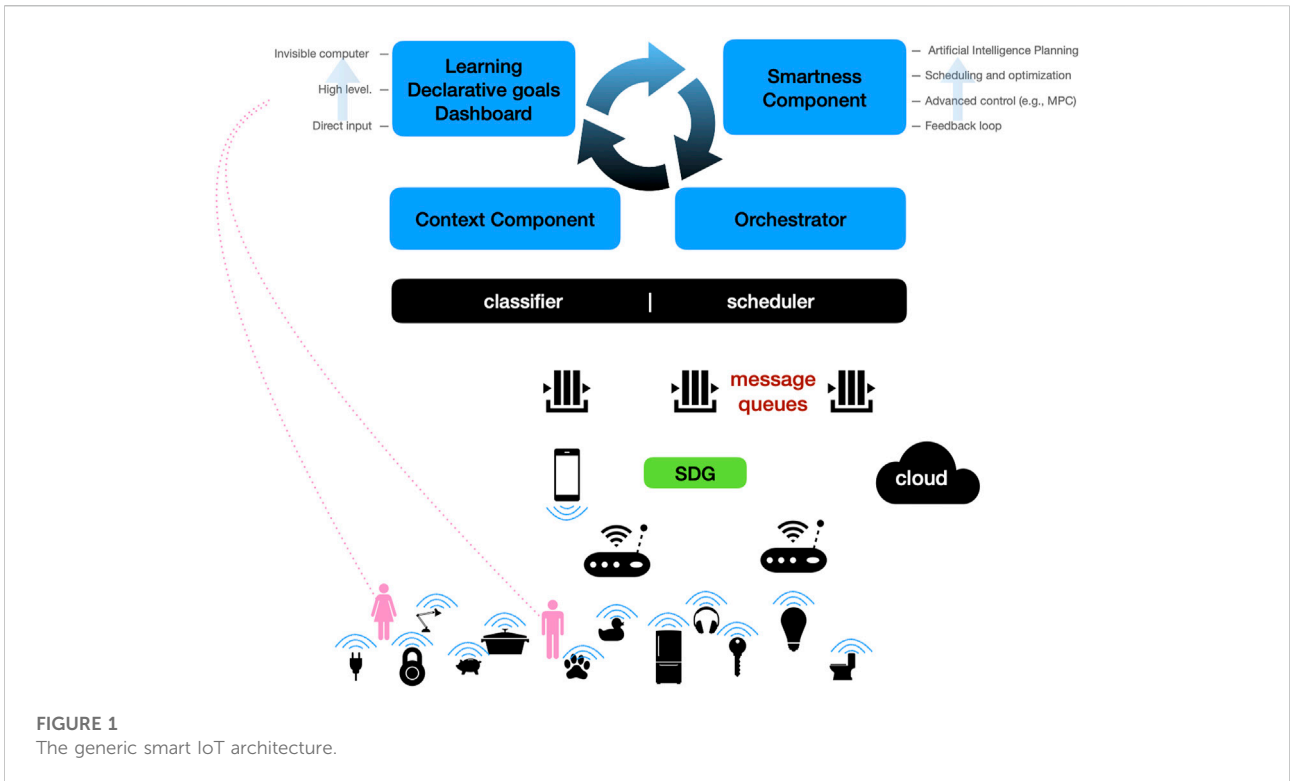 Invisible computer
High level.
Direct input
Learning
Declarative goals
Dashboard
Smartness
Component
Artificial Intelligence Planning
Scheduling and optimization
Advanced control (e.g., MPC)
Feedback loop
Context Component
Orchestrator
classifier | scheduler
message
queues
SDG
cloud
FIGURE 1
The generic smart IoT architecture.